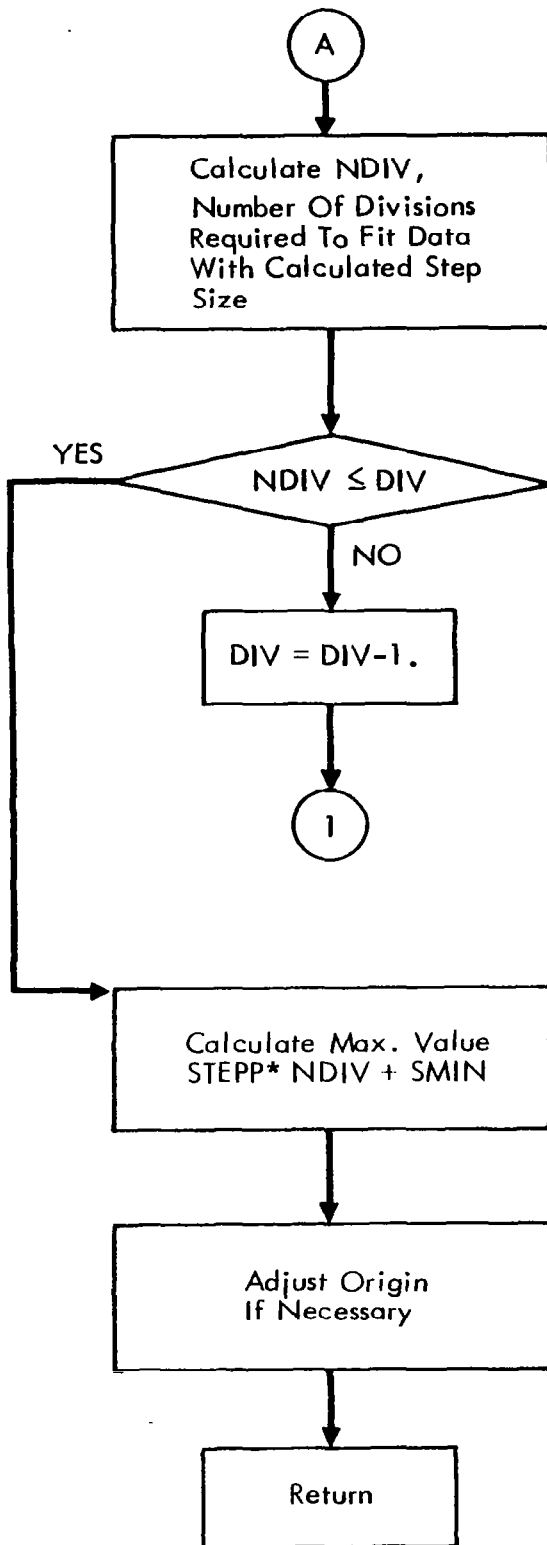 A
Calculate NDIV,
Number Of Divisions
Required To Fit Data
With Calculated Step
Size
YES
NDIV ≤ DIV
NO
DIV = DIV-1.
1
Calculate Max. Value
STEPP* NDIV + SMIN
Adjust Origin
If Necessary
Return